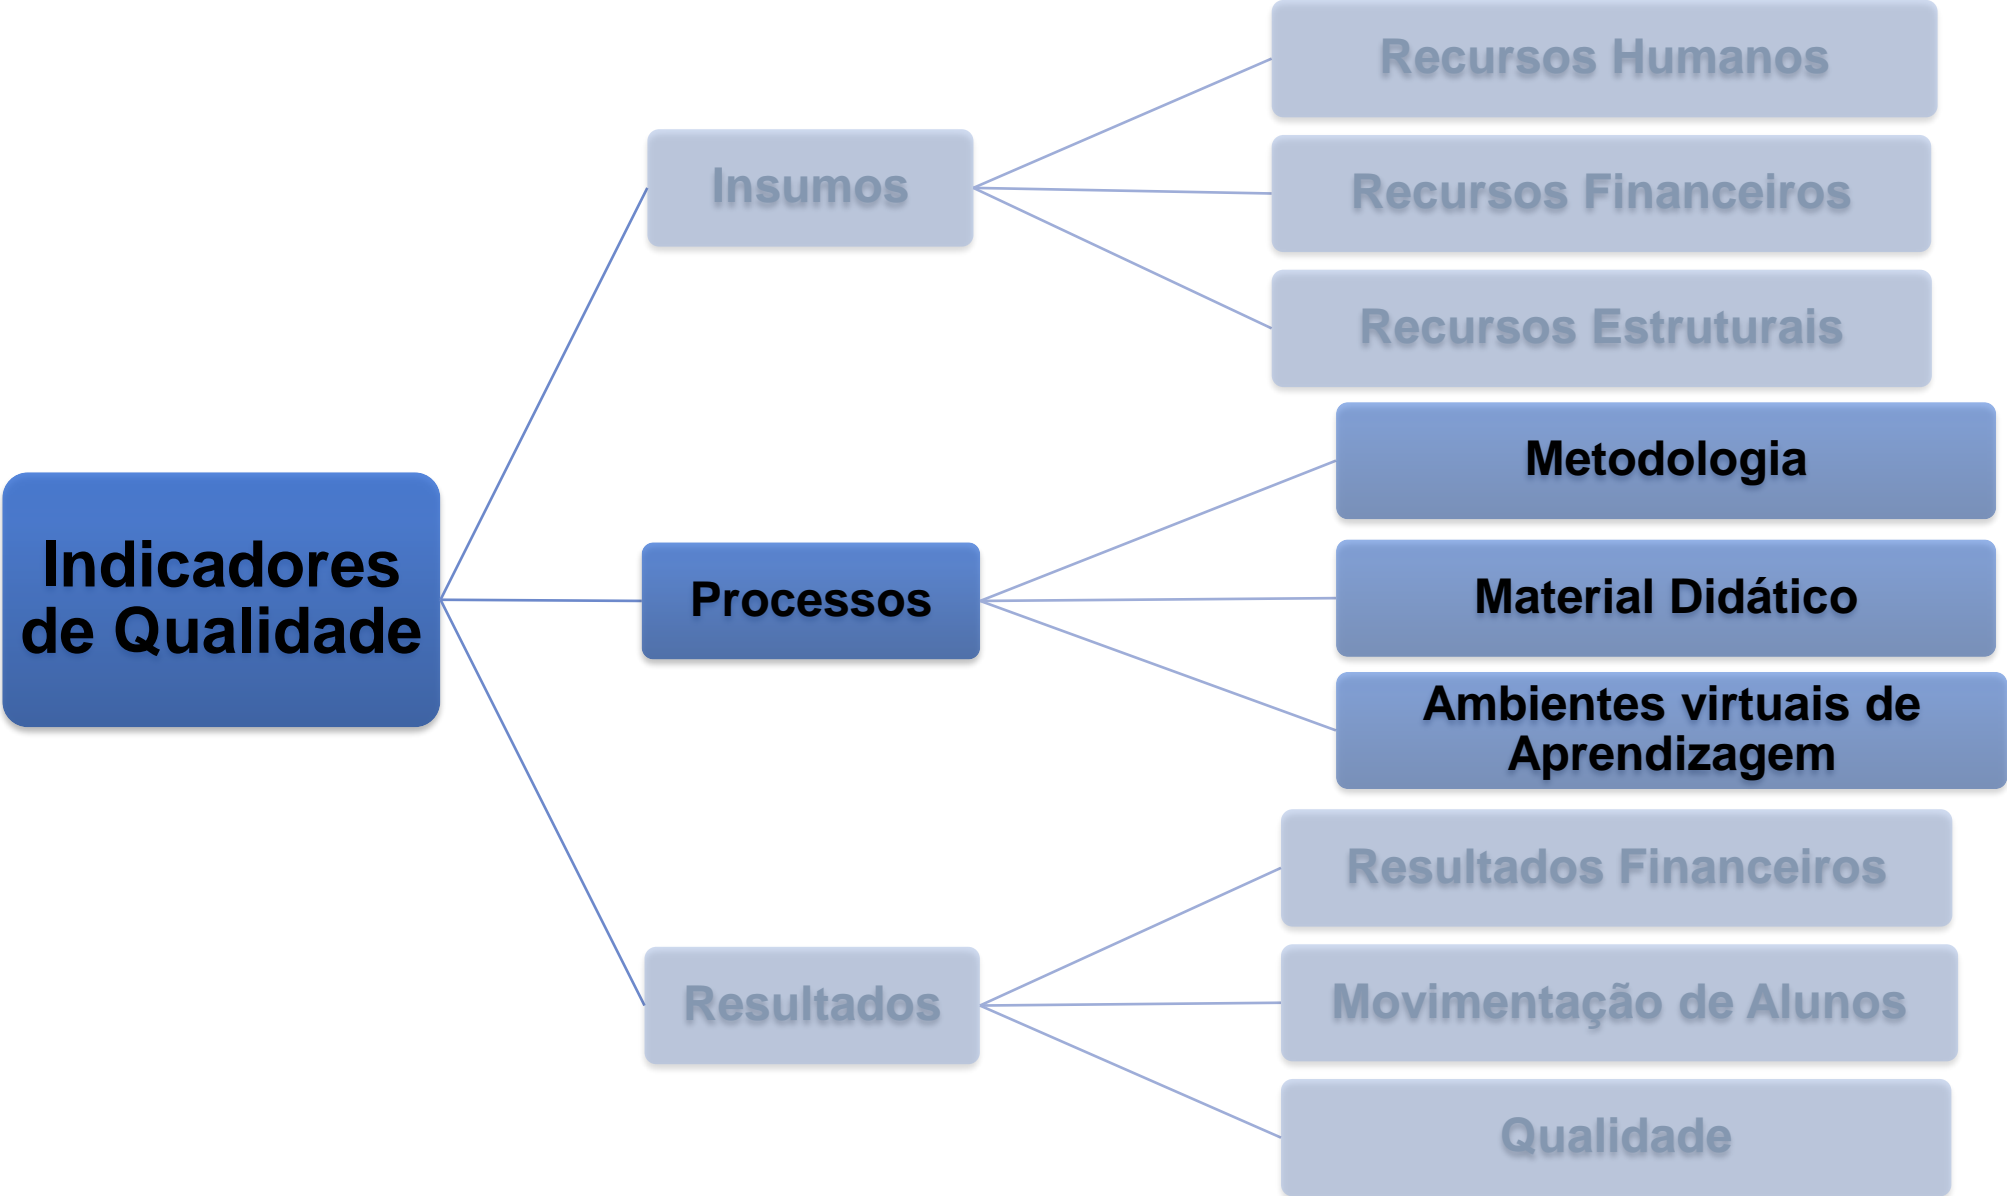 Indicadores
de Qualidade
Insumos
Recursos Humanos
Recursos Financeiros
Recursos Estruturais
Processos
Metodologia
Material Didático
Ambientes virtuais de
Aprendizagem
Resultados
Resultados Financeiros
Movimentação de Alunos
Qualidade